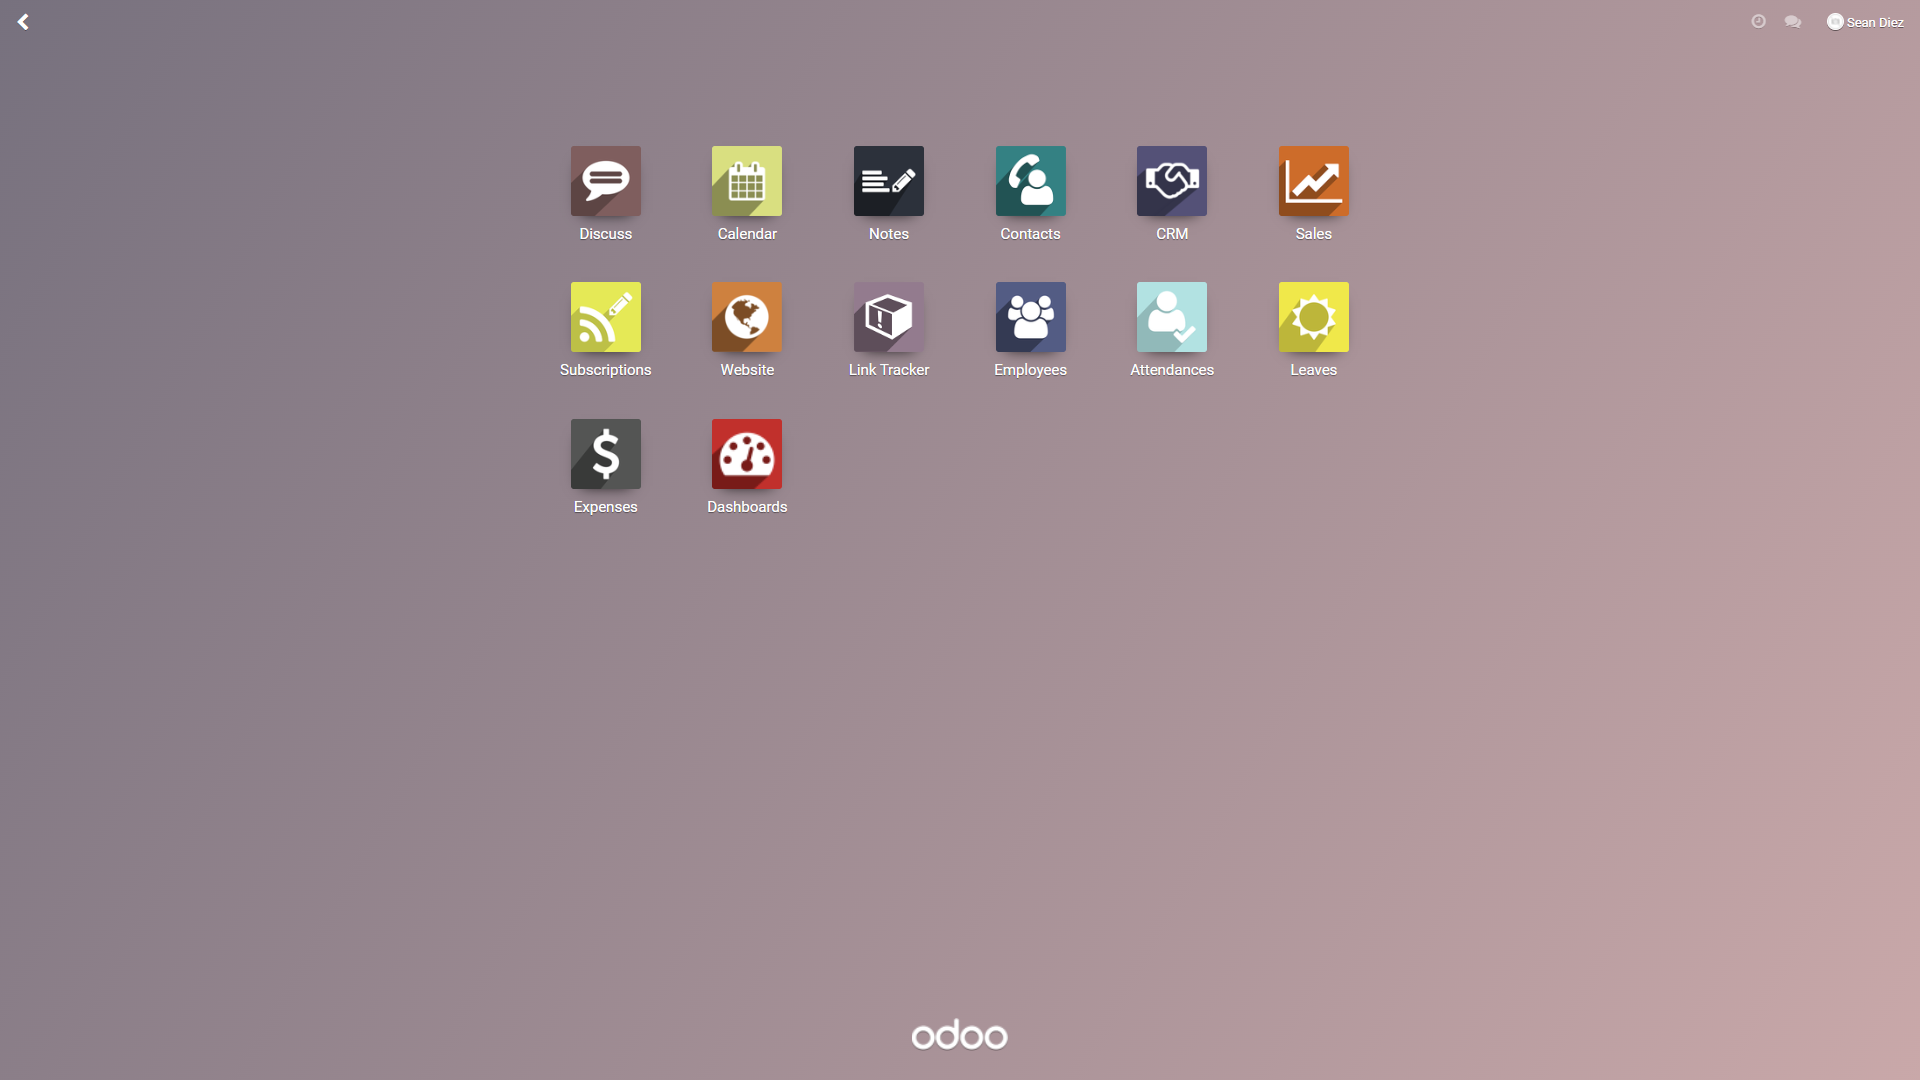 Sean Diez
Discuss
Calendar
Notes
Contacts
CRM
Sales
Subscriptions
Website
Link Tracker
Employees
Attendances
Leaves
Expenses
Dashboards
odoo